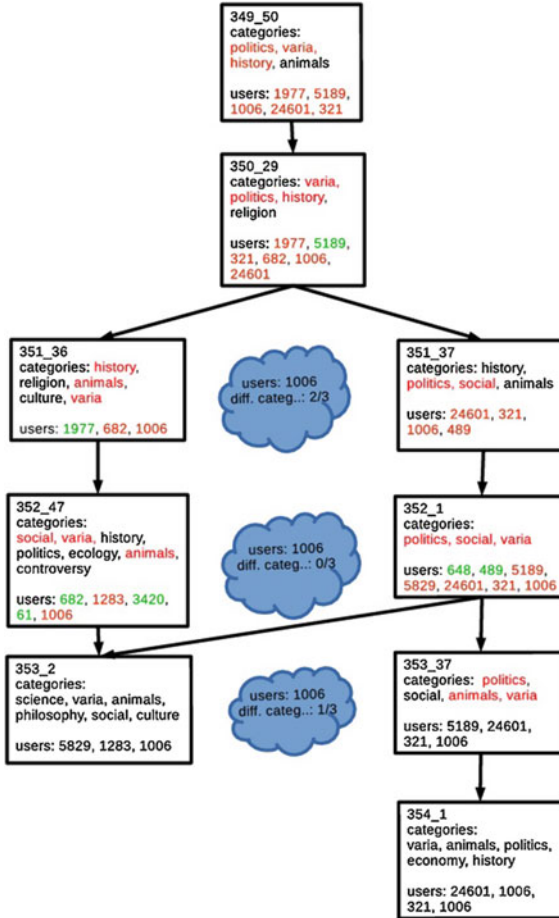 349_50
categories:
politics, varia,
history, animals
users: 1977, 5189,
1006, 24601, 321
350_29
categories: varia,
politics, history,
religion
users: 1977, 5189,
321, 682, 1006,
24601
351_36
categories: history,
religion, animals,
culture, varia
users: 1977, 682, 1006
users: 1006
diff. categ..: 2/3
351_37
categories: history,
politics, social, animals
users: 24601, 321,
1006, 489
352_47
categories:
social, varia, history,
politics, ecology, animals,
controversy
users: 682, 1283, 3420,
61, 1006
users: 1006
diff. categ..: 0/3
352_1
categories:
politics, social, varia
users: 648, 489, 5189,
5829, 24601, 321, 1006
353_2
categories:
science, varia, animals,
philosophy, social, culture
users: 5829, 1283, 1006
users: 1006
diff. categ..: 1/3
353_37
categories: politics,
social, animals, varia
users: 5189, 24601,
321, 1006
354_1
categories:
varia, animals, politics,
economy, history
users: 24601, 1006,
321, 1006